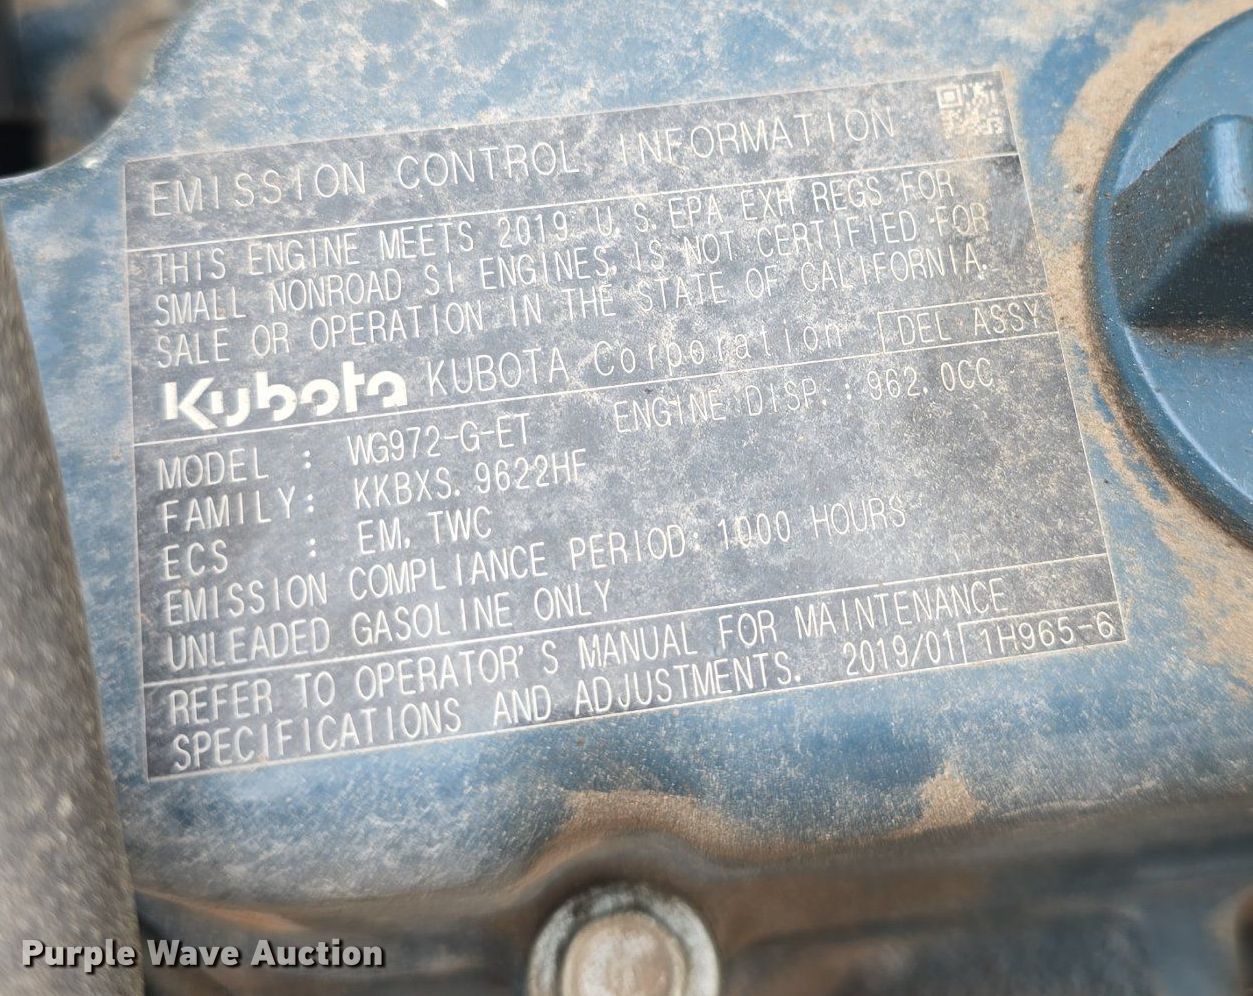 EMISSION CONTROL INFORMATION
THIS ENGINE MEETS 2019 U.S.EPA EXH REGS FOR
SMALL NONROAD SI ENGINES, IS NOT CERTIFIED FOR
SALE OR OPERATION IN THE STATE OF CALIFORNIA.
Kubota KUBOTA Corporation DEL ASSY
MODEL : WG972-G-ET ENGINE DISP. : 962.0CC
FAMILY: KKBXS.9622HF
ECS : EM, TWC
EMISSION COMPLIANCE PERIOD: 1000 HOURS
UNLEADED GASOLINE ONLY
REFER TO OPERATOR'S MANUAL FOR MAINTENANCE
SPECIFICATIONS AND ADJUSTMENTS. 2019/01 1H965-6
Purple Wave Auction